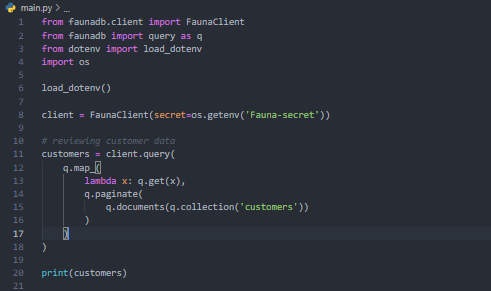 main.py > ...
1 from faunadb.client import FaunaClient
2 from faunadb import query as q
3 from dotenv import load_dotenv
4 import os
5
6 load_dotenv()
7
8 client = FaunaClient(secret=os.getenv('Fauna-secret'))
9
10 # reviewing customer data
11 customers = client.query(
12 q.map_(
13 lambda x: q.get(x),
14 q.paginate(
15 q.documents(q.collection('customers'))
16 )
17 )
18 )
19
20 print(customers)
21